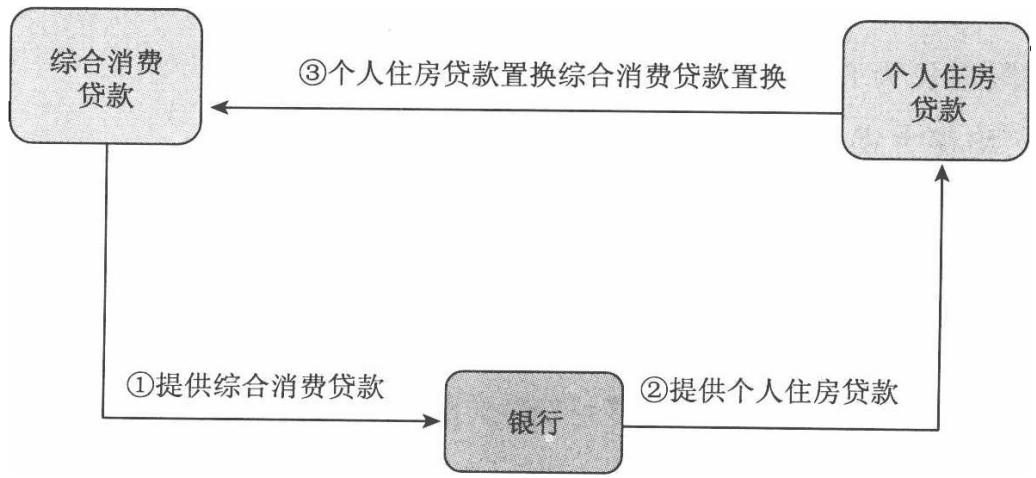 综合消费
贷款
③个人住房贷款置换综合消费贷款置换
个人住房
贷款
①提供综合消费贷款
银行
②提供个人住房贷款